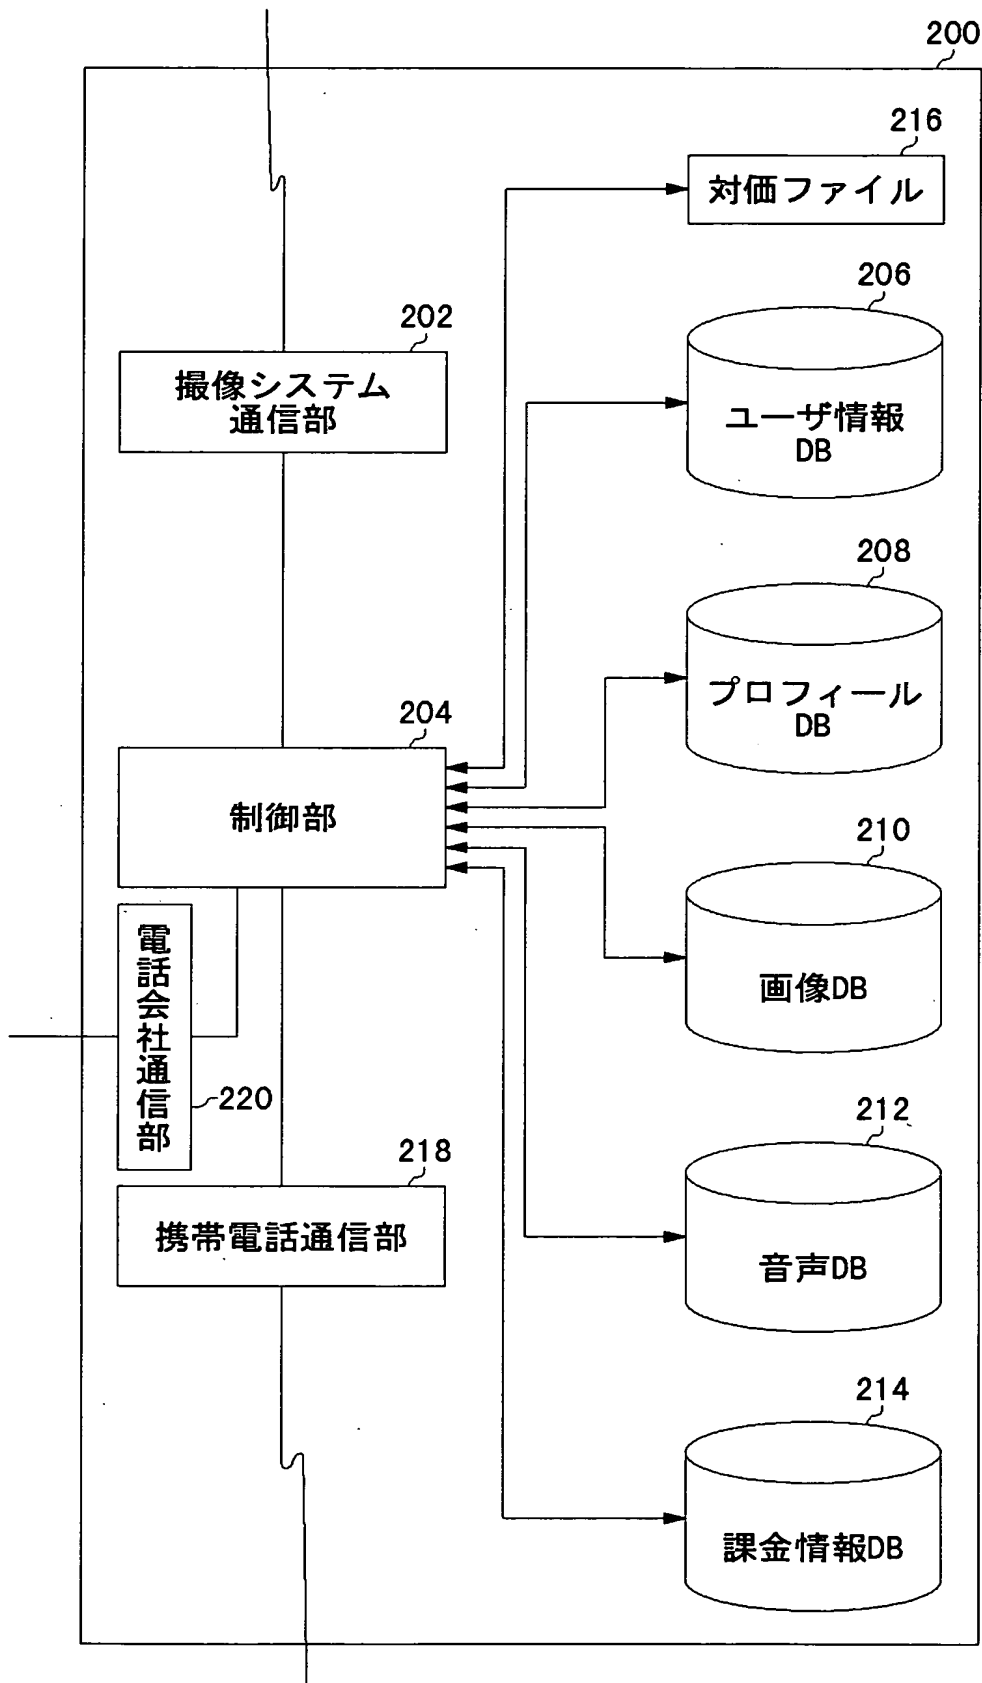 200
216
対価ファイル
206
ユーザ情報
DB
202
撮像システム
通信部
208
プロフィール
DB
204
制御部
210
画像DB
電話会社通信部
220
212
音声DB
218
携帯電話通信部
214
課金情報DB